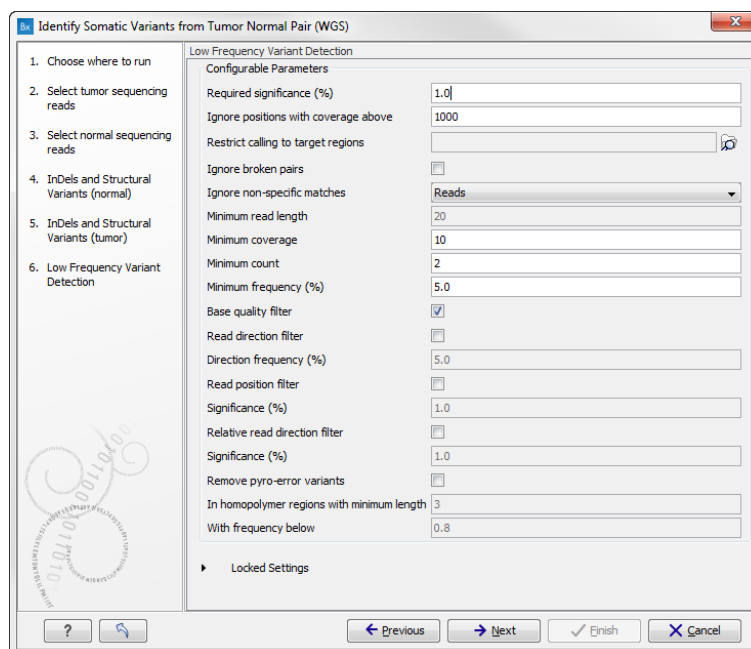 Bx Identify Somatic Variants from Tumor Normal Pair (WGS)
X
1. Choose where to run
2. Select tumor sequencing
reads
3. Select normal sequencing
reads
4. InDels and Structural
Variants (normal)
5. InDels and Structural
Variants (tumor)
6. Low Frequency Variant
Detection
Low Frequency Variant Detection
Configurable Parameters
Required significance (%) 1.0
Ignore positions with coverage above 1000
Restrict calling to target regions
Ignore broken pairs
Ignore non-specific matches Reads
Minimum read length 20
Minimum coverage 10
Minimum count 2
Minimum frequency (%) 5.0
Base quality filter
Read direction filter
Direction frequency (%) 5.0
Read position filter
Significance (%) 1.0
Relative read direction filter
Significance (%) 1.0
Remove pyro-error variants
In homopolymer regions with minimum length 3
With frequency below 0.8
Locked Settings
? Previous Next Finish Cancel